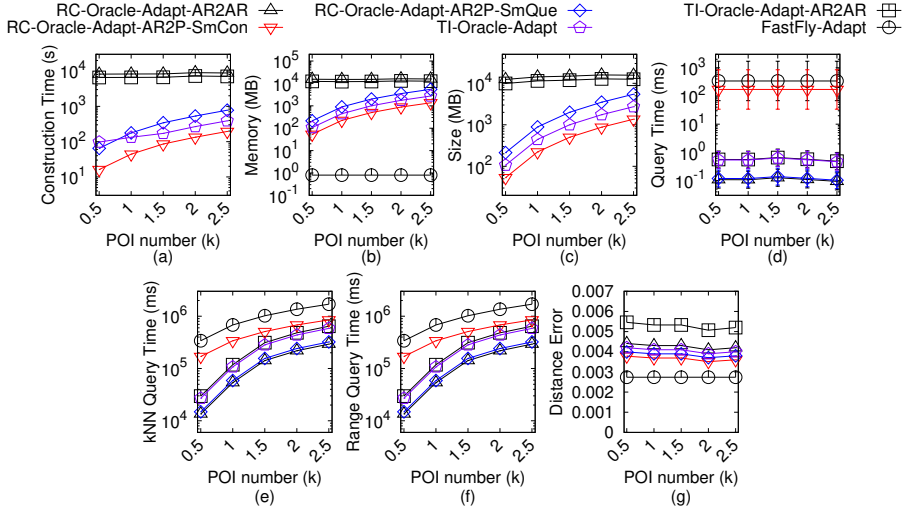 RC-Oracle-Adapt-AR2AR
RC-Oracle-Adapt-AR2P-SmCon
RC-Oracle-Adapt-AR2P-SmQue
TI-Oracle-Adapt
TI-Oracle-Adapt-AR2AR
FastFly-Adapt
Construction Time (s)
10^4
10^3
10^2
10^1
0.5 1 1.5 2 2.5
POI number (k)
(a)
Memory (MB)
10^5
10^4
10^3
10^2
10^1
10^0
10^-1
0.5 1 1.5 2 2.5
POI number (k)
(b)
Size (MB)
10^4
10^3
10^2
0.5 1 1.5 2 2.5
POI number (k)
(c)
Query Time (ms)
10^3
10^2
10^1
10^0
10^-1
0.5 1 1.5 2 2.5
POI number (k)
(d)
kNN Query Time (ms)
10^6
10^5
10^4
0.5 1 1.5 2 2.5
POI number (k)
(e)
Range Query Time (ms)
10^6
10^5
10^4
0.5 1 1.5 2 2.5
POI number (k)
(f)
Distance Error
0.007
0.006
0.005
0.004
0.003
0.002
0.001
0
0.5 1 1.5 2 2.5
POI number (k)
(g)